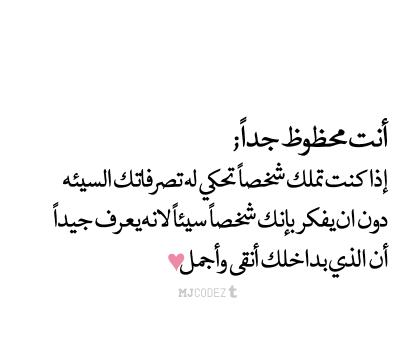 أنت محظوظ جداً;
إذا كنت تملك شخصاً تحكي له تصرفاتك السيئه
دون ان يفكر بإنك شخصاً سيئاً لانه يعرف جيداً
أن الذي بداخلك أنقى وأجمل♥
MJCODEZ t